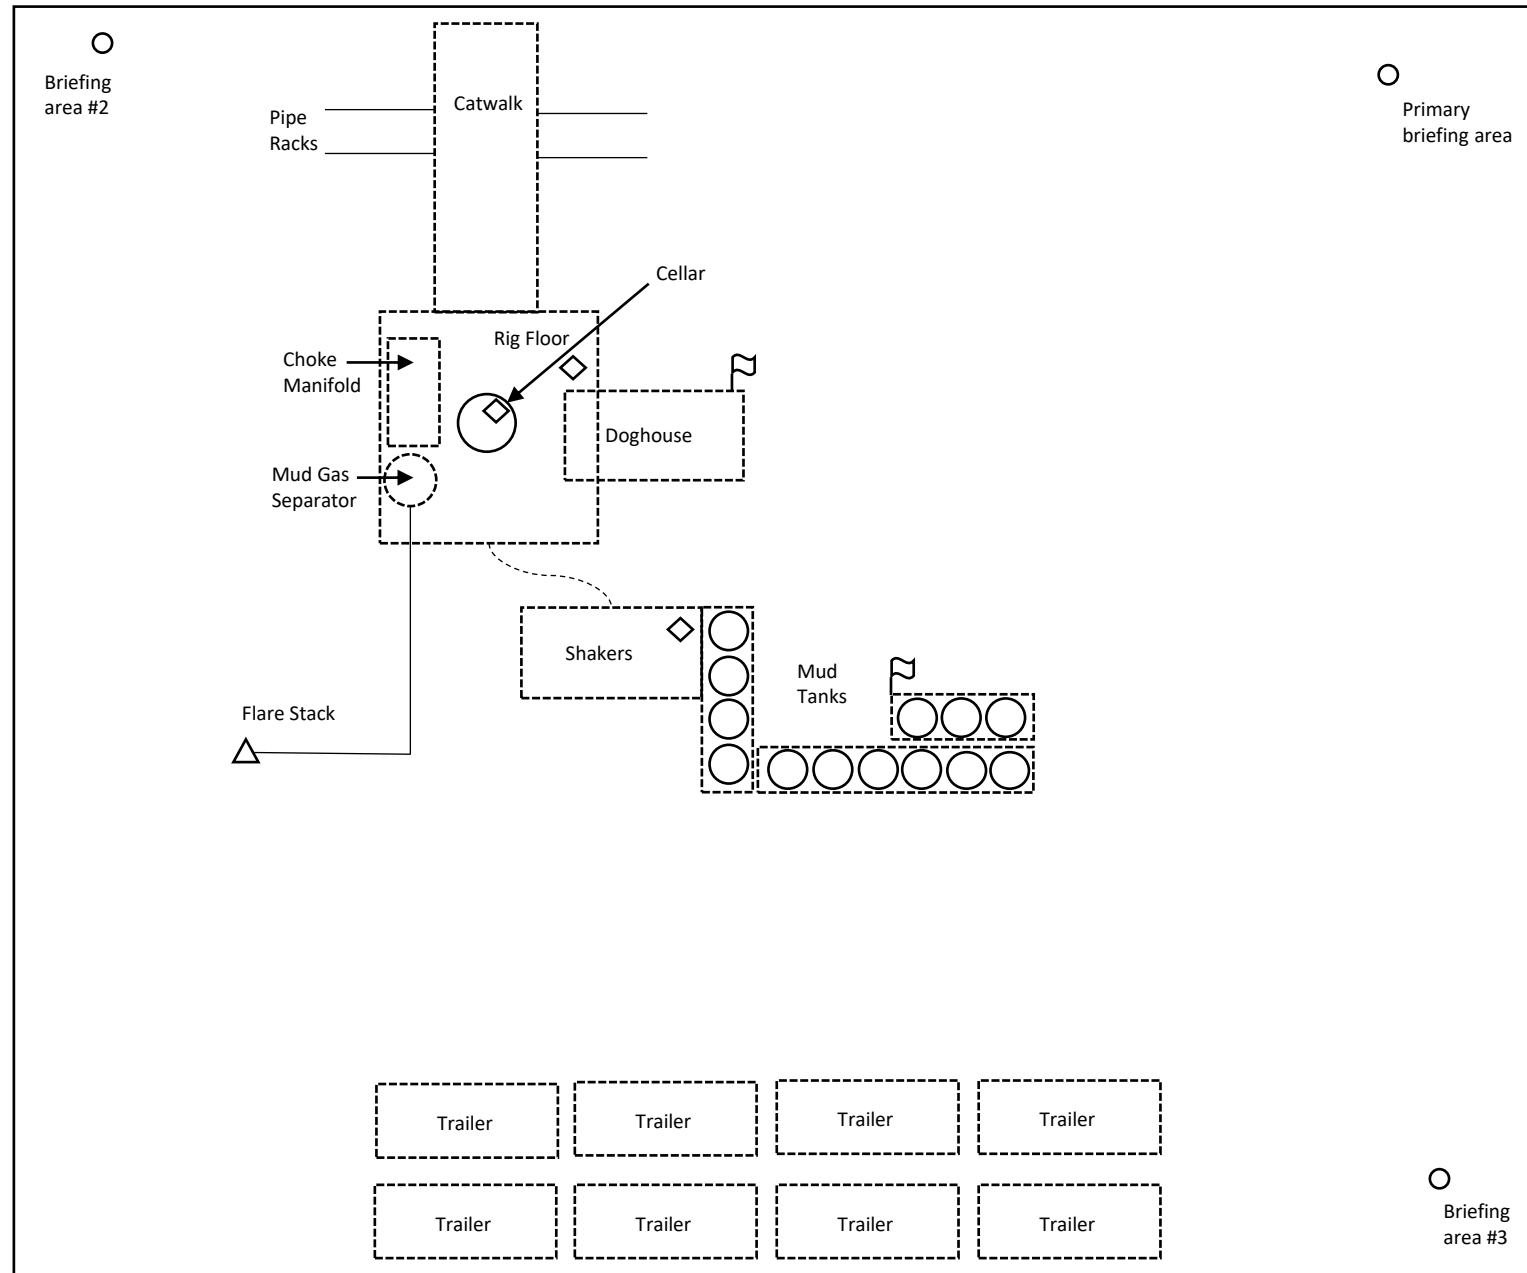 Briefing
area #2
Catwalk
Primary
briefing area
Pipe
Racks
Cellar
Rig Floor
Choke
Manifold
Doghouse
Mud Gas
Separator
Shakers
Mud
Tanks
Flare Stack
Trailer
Trailer
Trailer
Trailer
Trailer
Trailer
Trailer
Trailer
Briefing
area #3